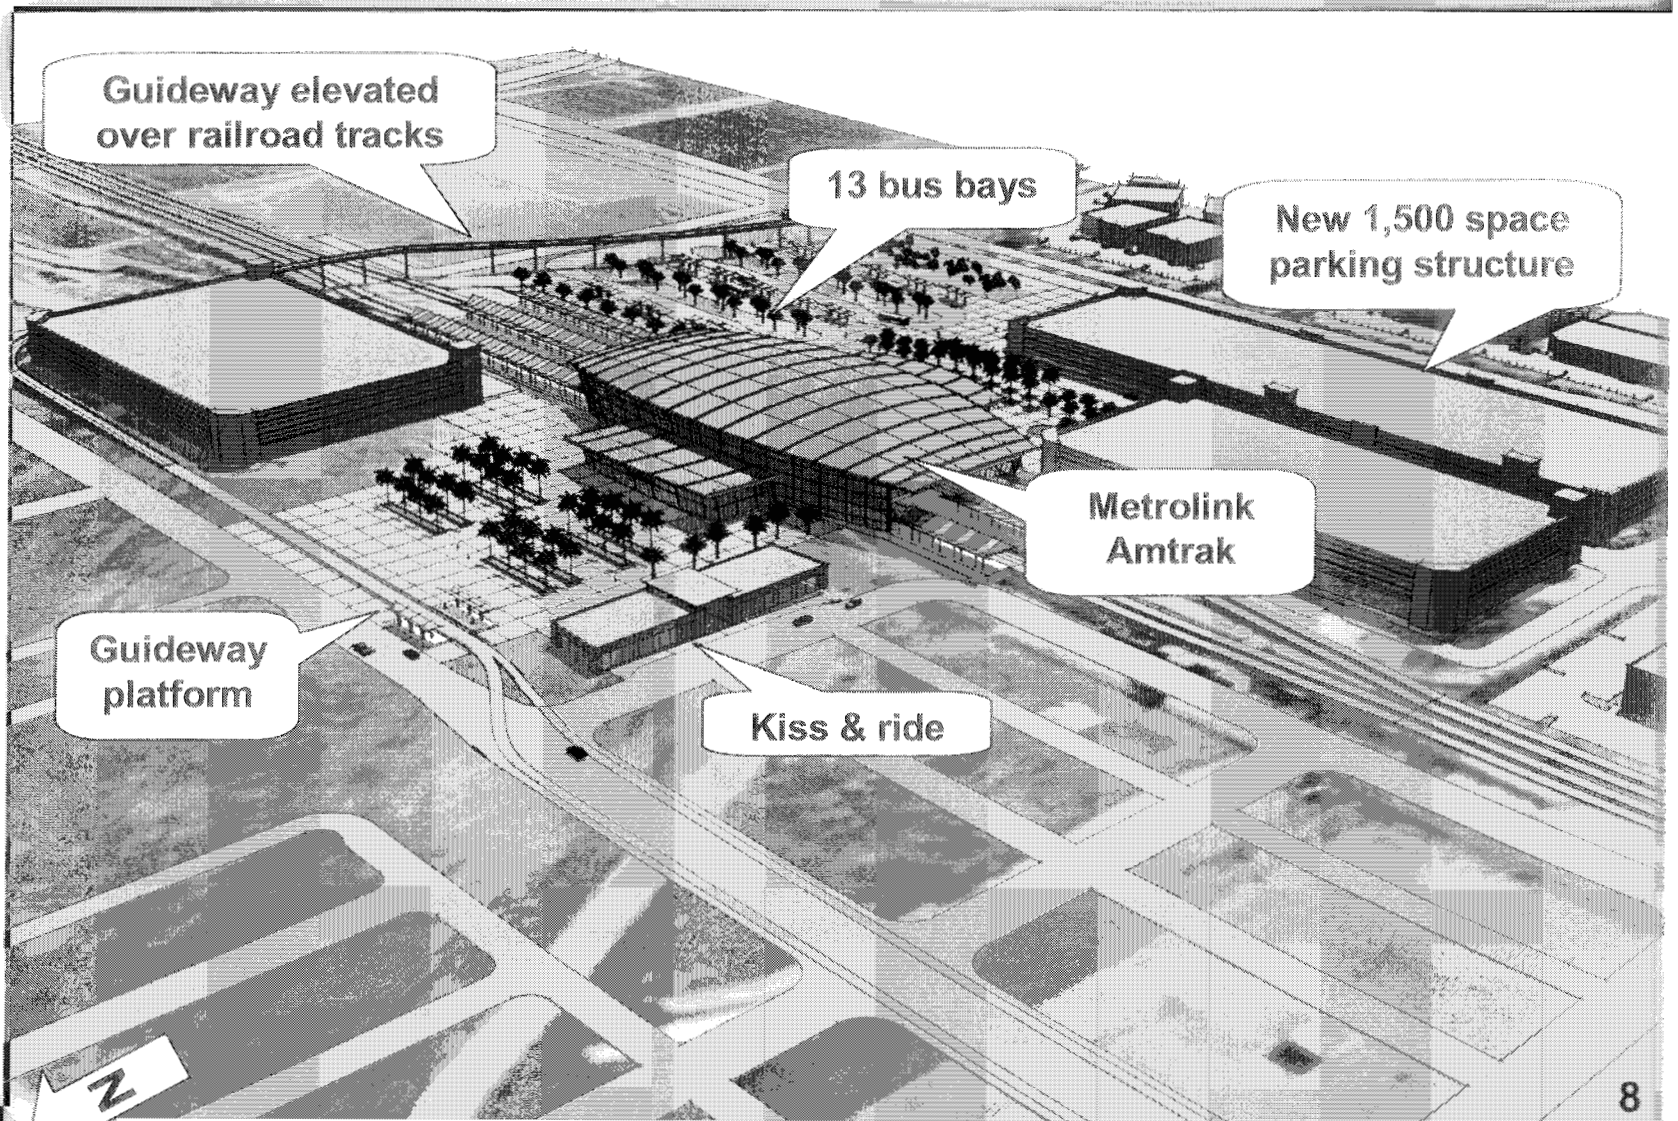 Guideway elevated
over railroad tracks
13 bus bays
New 1,500 space
parking structure
Metrolink
Amtrak
Guideway
platform
Kiss & ride
N
8